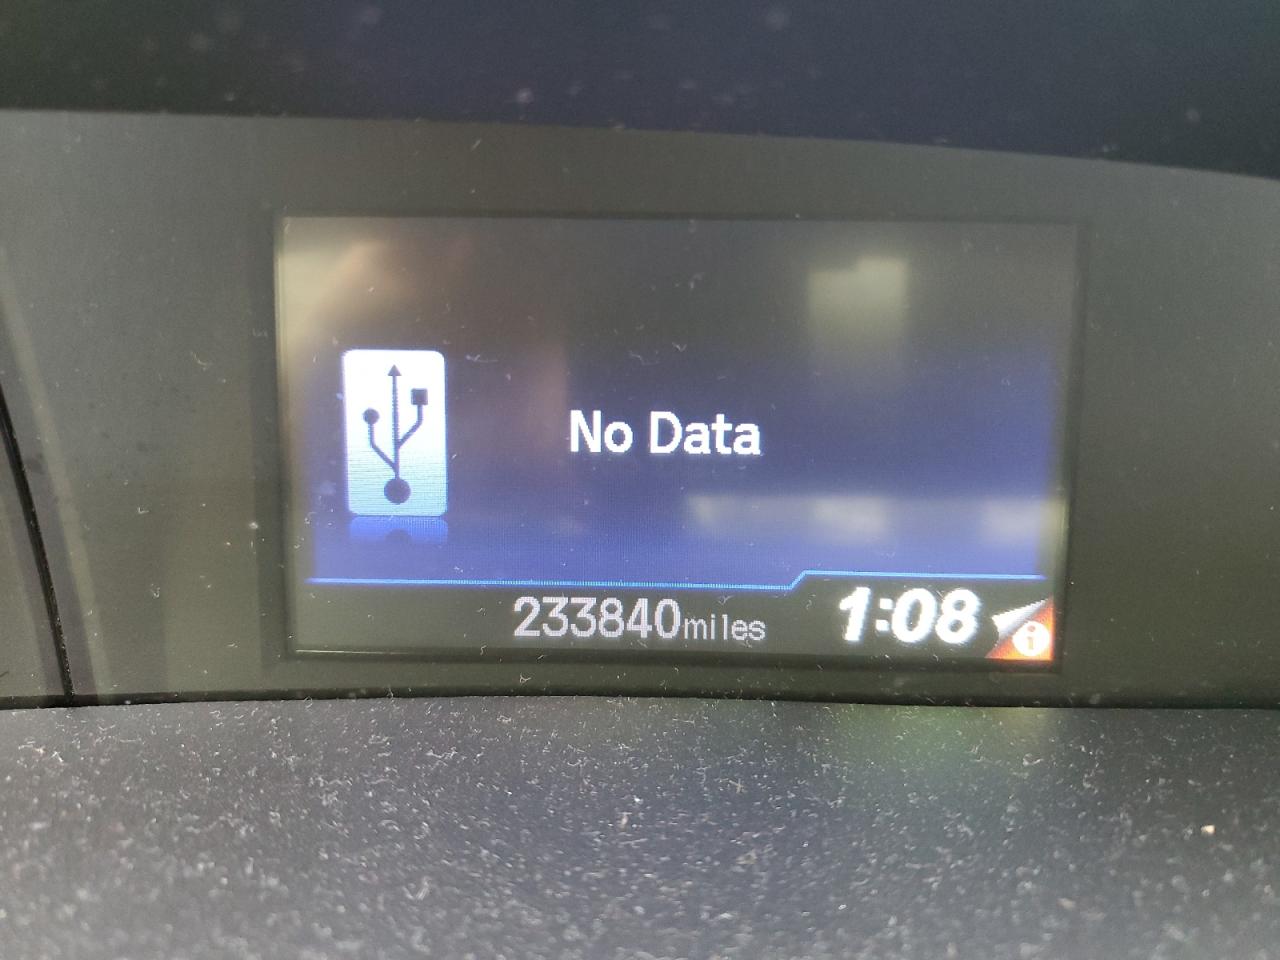 No Data
233840miles 1:08
i